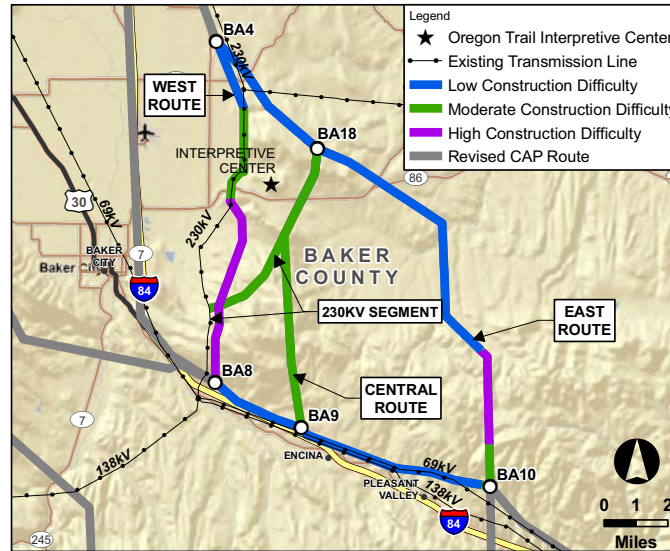 BA4
230kV
WEST
ROUTE
BA18
INTERPRETIVE
CENTER
86
30
69kV
230kV
BAKER
CITY
Baker City
7
84
BAKER
COUNTY
230KV SEGMENT
EAST
ROUTE
BA8
CENTRAL
ROUTE
BA9
7
138kV
ENCINA
PLEASANT
VALLEY
69kV
138kV
BA10
84
245
Legend
Oregon Trail Interpretive Center
Existing Transmission Line
Low Construction Difficulty
Moderate Construction Difficulty
High Construction Difficulty
Revised CAP Route
0 1 2
Miles